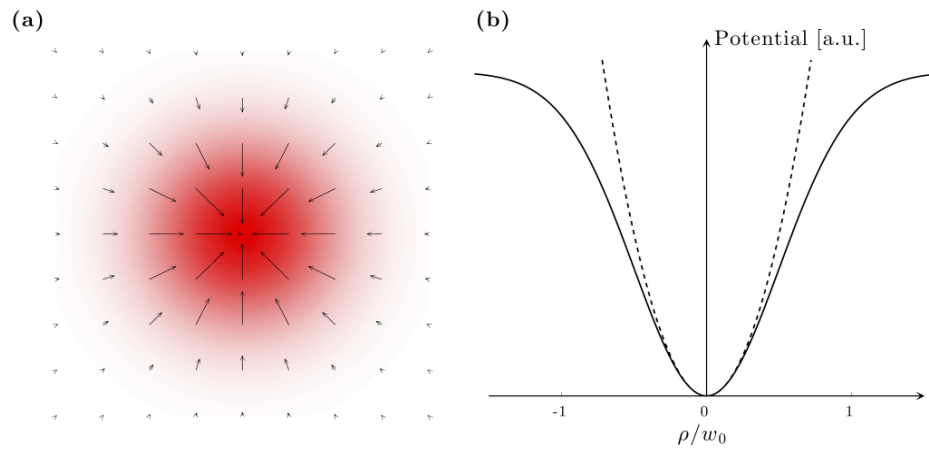 (a)
(b)
Potential [a.u.]
-1
0
1
ρ/w₀